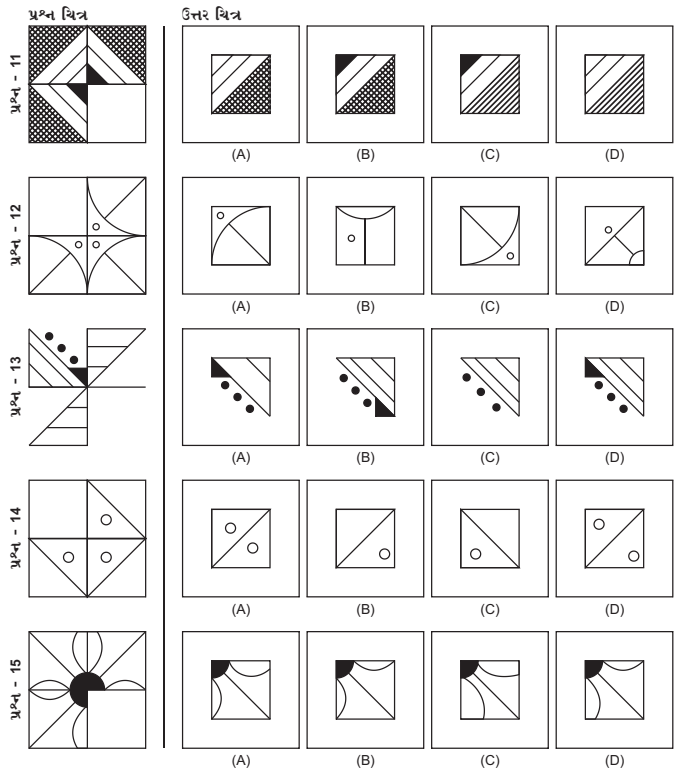 પ્રશ્ન ચિત્ર
ઉત્તર ચિત્ર
પ્રશ્ન - 11
(A) (B) (C) (D)
પ્રશ્ન - 12
(A) (B) (C) (D)
પ્રશ્ન - 13
(A) (B) (C) (D)
પ્રશ્ન - 14
(A) (B) (C) (D)
પ્રશ્ન - 15
(A) (B) (C) (D)